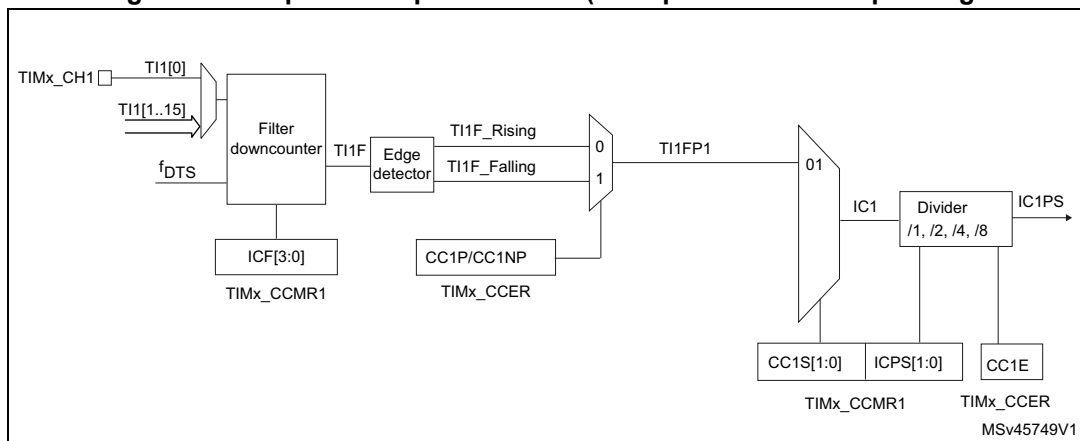 TIMx_CH1
TI1[0]
TI1[1..15]
fDTS
Filter
downcounter
TI1F
Edge
detector
TI1F_Rising
TI1F_Falling
0
1
TI1FP1
01
IC1
Divider
/1, /2, /4, /8
IC1PS
ICF[3:0]
TIMx_CCMR1
CC1P/CC1NP
TIMx_CCER
CC1S[1:0]
ICPS[1:0]
TIMx_CCMR1
CC1E
TIMx_CCER
MSv45749V1